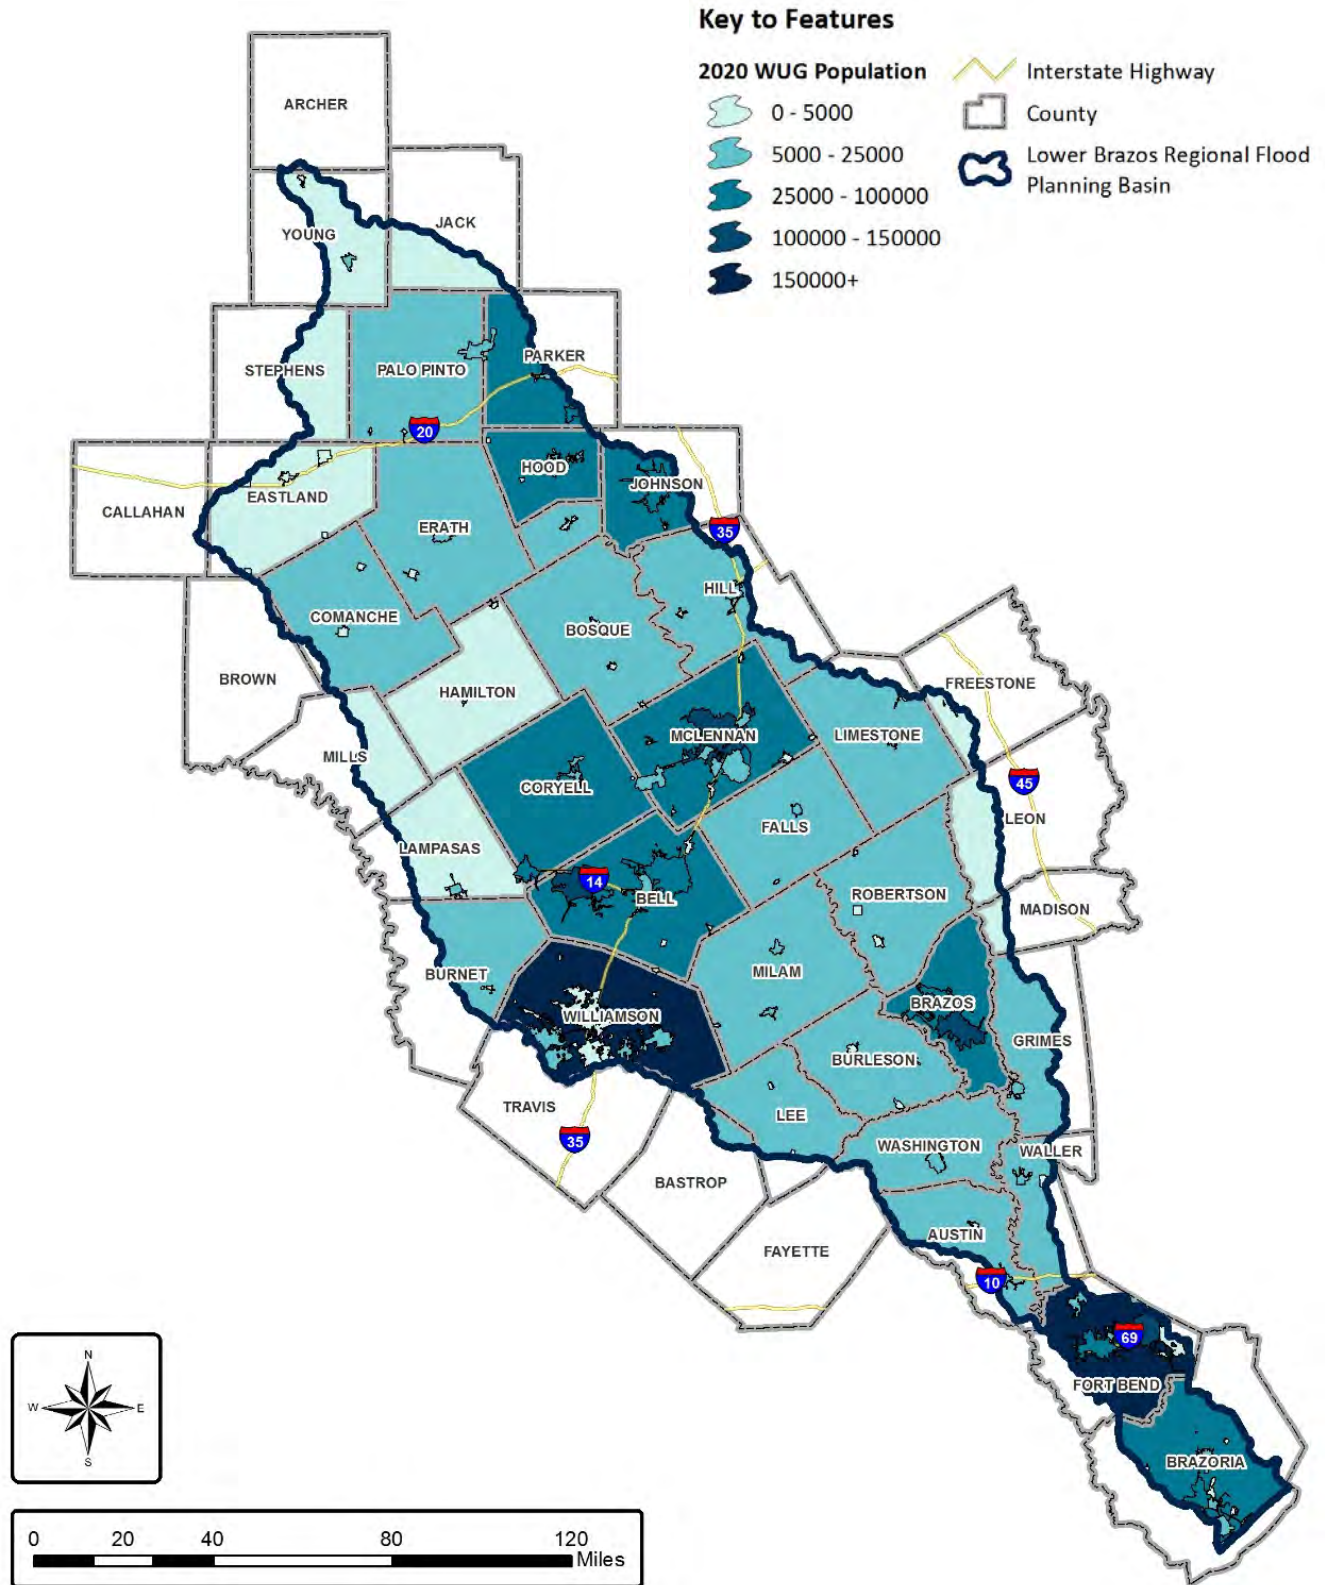 Key to Features
2020 WUG Population
0 - 5000
5000 - 25000
25000 - 100000
100000 - 150000
150000+
Interstate Highway
County
Lower Brazos Regional Flood
Planning Basin
ARCHER
JACK
YOUNG
STEPHENS
PALO PINTO
PARKER
20
HOOD
JOHNSON
EASTLAND
CALLAHAN
ERATH
35
HILL
COMANCHE
BOSQUE
BROWN
HAMILTON
FREESTONE
MCLENNAN
LIMESTONE
MILLS
CORYELL
45
LEON
FALLS
LAMPASAS
14
BELL
ROBERTSON
MADISON
BURNET
MILAM
BRAZOS
WILLIAMSON
GRIMES
BURLESON
TRAVIS
LEE
35
WASHINGTON
WALLER
BASTROP
AUSTIN
FAYETTE
10
69
FORT BEND
BRAZORIA
N
W
E
S
0
20
40
80
120
Miles